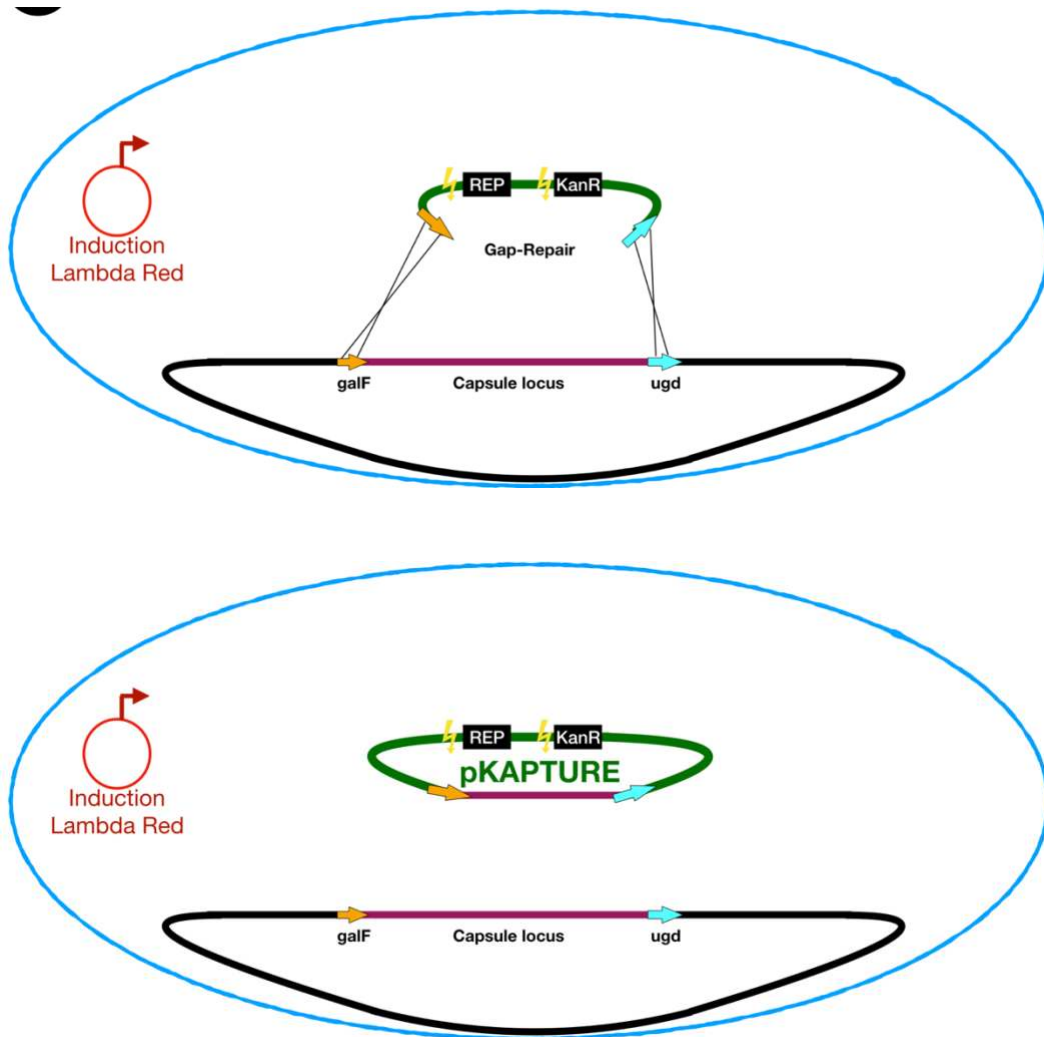 REP
KanR
Gap-Repair
Induction
Lambda Red
galF
Capsule locus
ugd
REP
KanR
pKAPTURE
Induction
Lambda Red
galF
Capsule locus
ugd